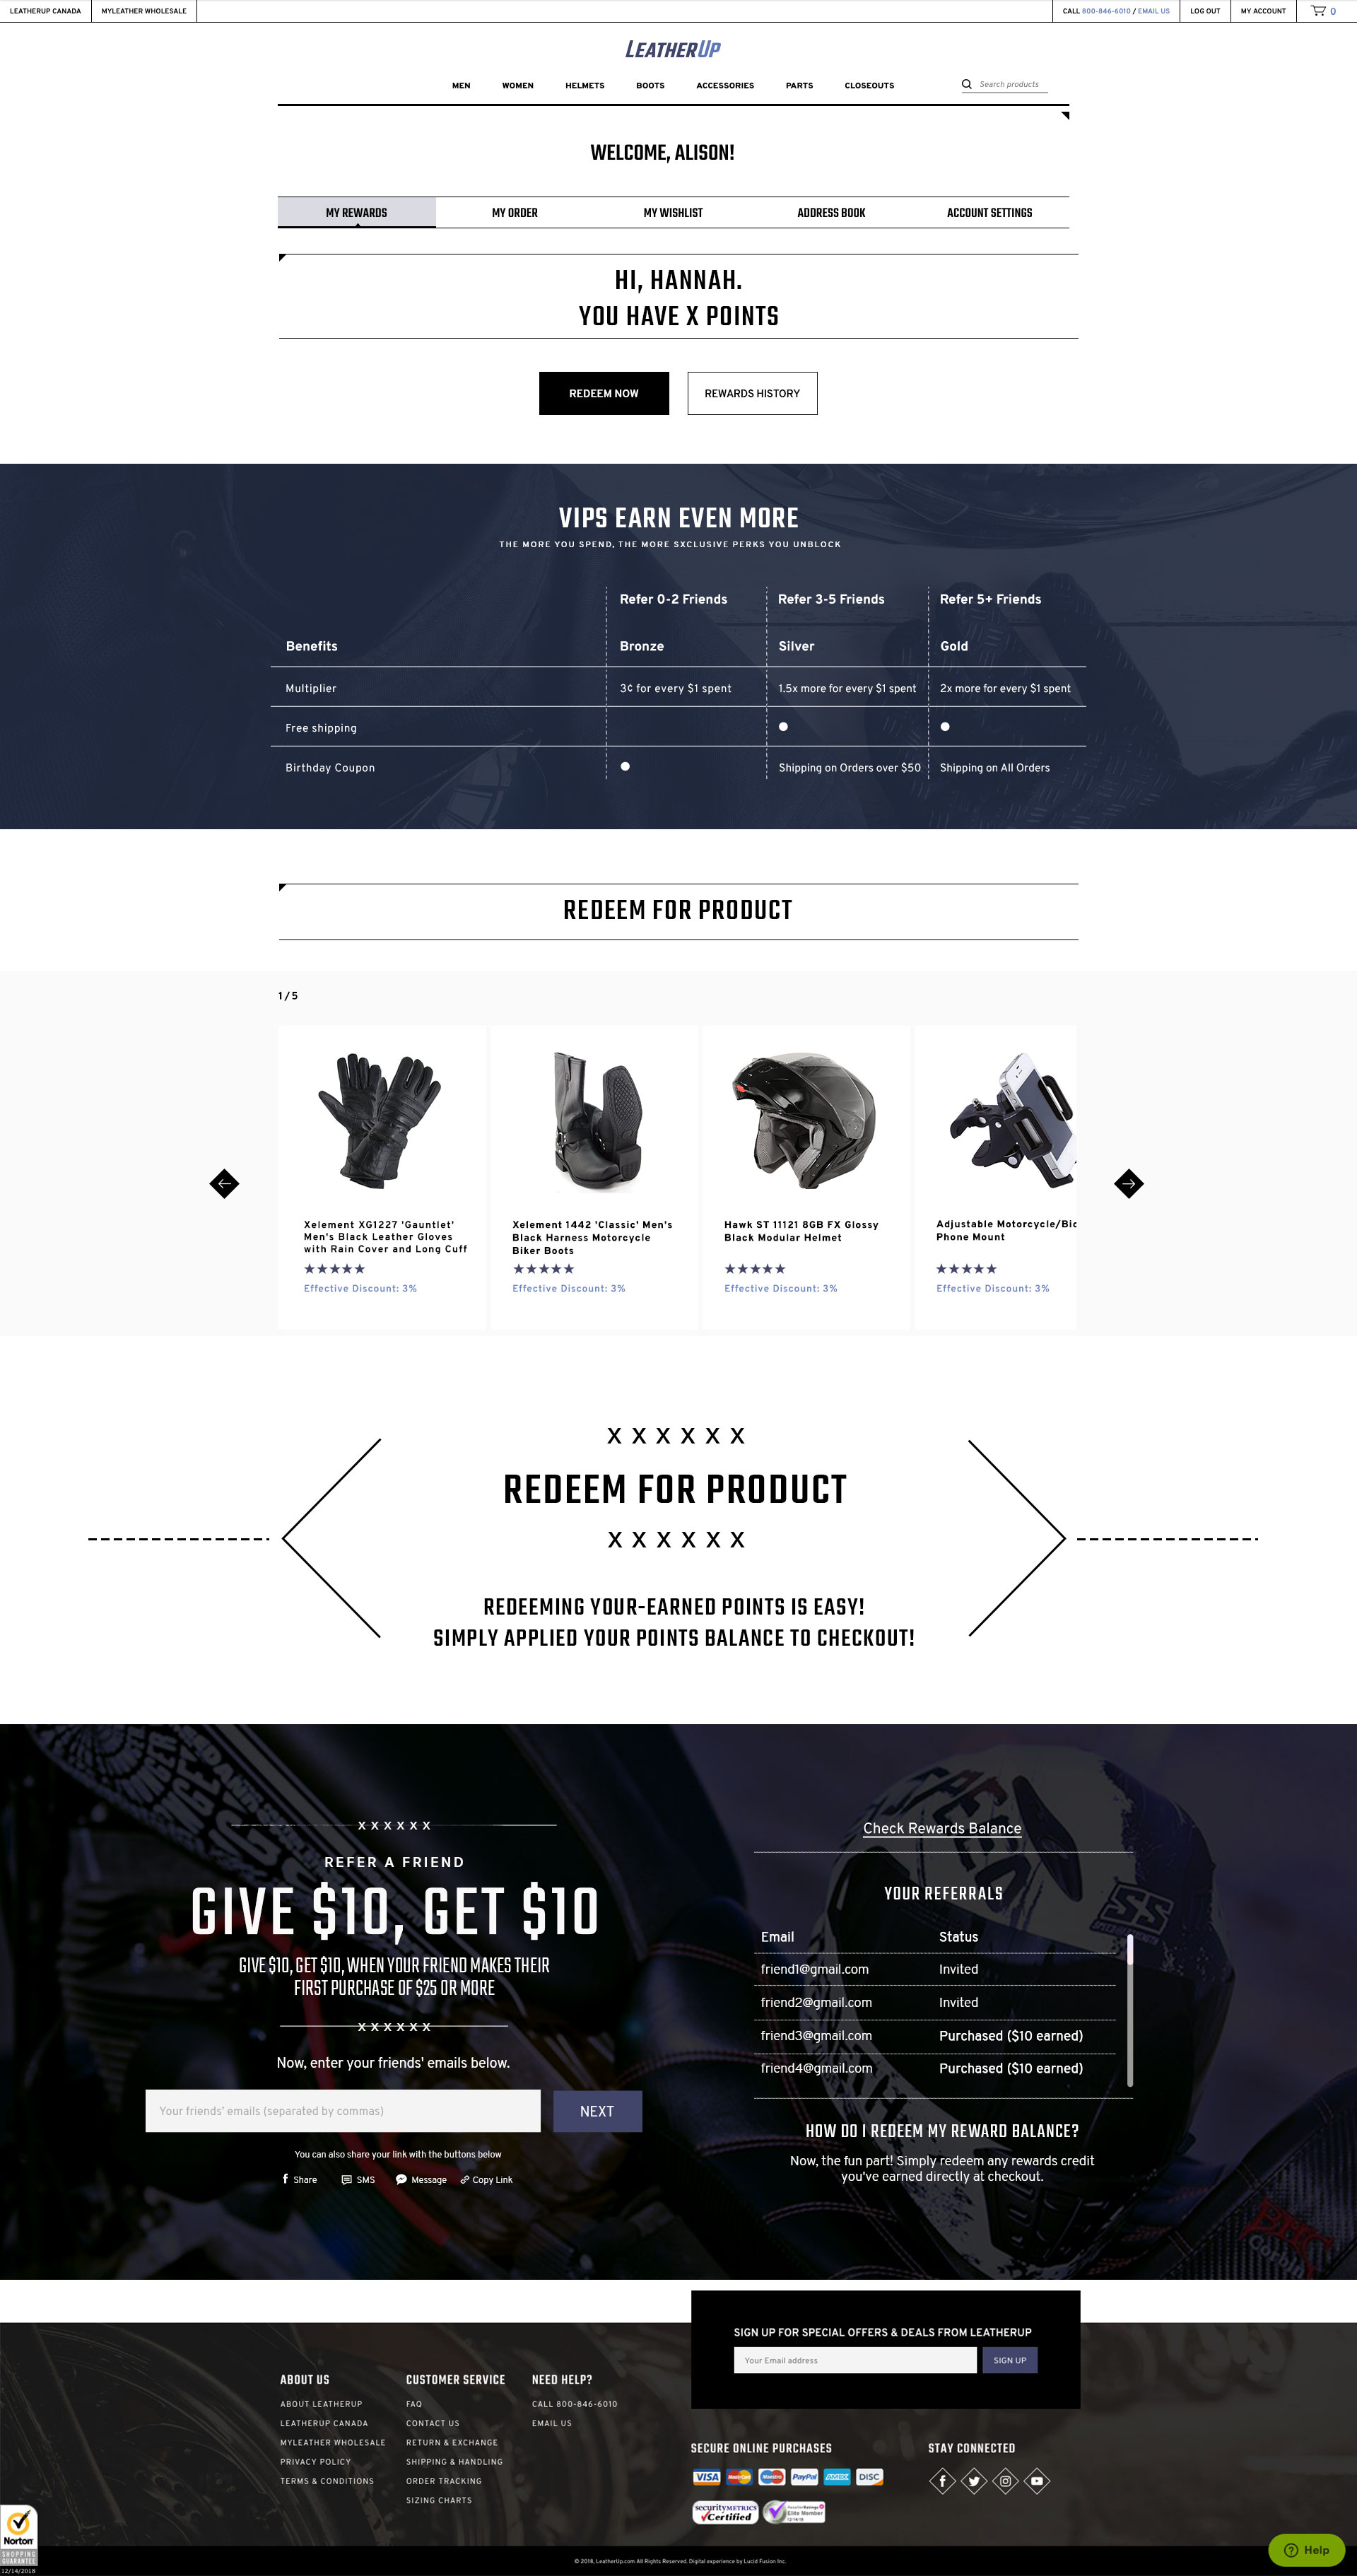 LEATHERUP CANADA
MYLEATHER WHOLESALE
CALL 800-846-6010 / EMAIL US
LOG OUT
MY ACCOUNT
0
LEATHERUP
MEN
WOMEN
HELMETS
BOOTS
ACCESSORIES
PARTS
CLOSEOUTS
Search products
WELCOME, ALISON!
MY REWARDS
MY ORDER
MY WISHLIST
ADDRESS BOOK
ACCOUNT SETTINGS
HI, HANNAH.
YOU HAVE X POINTS
REDEEM NOW
REWARDS HISTORY
VIPS EARN EVEN MORE
THE MORE YOU SPEND, THE MORE SXCLUSIVE PERKS YOU UNBLOCK
Refer 0-2 Friends
Refer 3-5 Friends
Refer 5+ Friends
Benefits
Bronze
Silver
Gold
Multiplier
3¢ for every $1 spent
1.5x more for every $1 spent
2x more for every $1 spent
Free shipping
Birthday Coupon
Shipping on Orders over $50
Shipping on All Orders
REDEEM FOR PRODUCT
1 / 5
Xelement XG1227 'Gauntlet'
Men's Black Leather Gloves
with Rain Cover and Long Cuff
Effective Discount: 3%
Xelement 1442 'Classic' Men's
Black Harness Motorcycle
Biker Boots
Effective Discount: 3%
Hawk ST 11121 8GB FX Glossy
Black Modular Helmet
Effective Discount: 3%
Adjustable Motorcycle/Bic
Phone Mount
Effective Discount: 3%
X X X X X X
REDEEM FOR PRODUCT
X X X X X X
REDEEMING YOUR-EARNED POINTS IS EASY!
SIMPLY APPLIED YOUR POINTS BALANCE TO CHECKOUT!
X X X X X X
REFER A FRIEND
GIVE $10, GET $10
GIVE $10, GET $10, WHEN YOUR FRIEND MAKES THEIR
FIRST PURCHASE OF $25 OR MORE
X X X X X X
Now, enter your friends' emails below.
Your friends' emails (separated by commas)
NEXT
You can also share your link with the buttons below
Share
SMS
Message
Copy Link
Check Rewards Balance
YOUR REFERRALS
Email
Status
friend1@gmail.com
Invited
friend2@gmail.com
Invited
friend3@gmail.com
Purchased ($10 earned)
friend4@gmail.com
Purchased ($10 earned)
HOW DO I REDEEM MY REWARD BALANCE?
Now, the fun part! Simply redeem any rewards credit
you've earned directly at checkout.
SIGN UP FOR SPECIAL OFFERS & DEALS FROM LEATHERUP
Your Email address
SIGN UP
ABOUT US
ABOUT LEATHERUP
LEATHERUP CANADA
MYLEATHER WHOLESALE
PRIVACY POLICY
TERMS & CONDITIONS
CUSTOMER SERVICE
FAQ
CONTACT US
RETURN & EXCHANGE
SHIPPING & HANDLING
ORDER TRACKING
SIZING CHARTS
NEED HELP?
CALL 800-846-6010
EMAIL US
SECURE ONLINE PURCHASES
VISA
MasterCard
Maestro
PayPal
AMEX
DISC
securityMETRICS
Certified
Elite Member
STAY CONNECTED
Norton
SHOPPING
GUARANTEE
12/14/2018
© 2018, LeatherUp.com All Rights Reserved. Digital experience by Lucid Fusion Inc.
Help